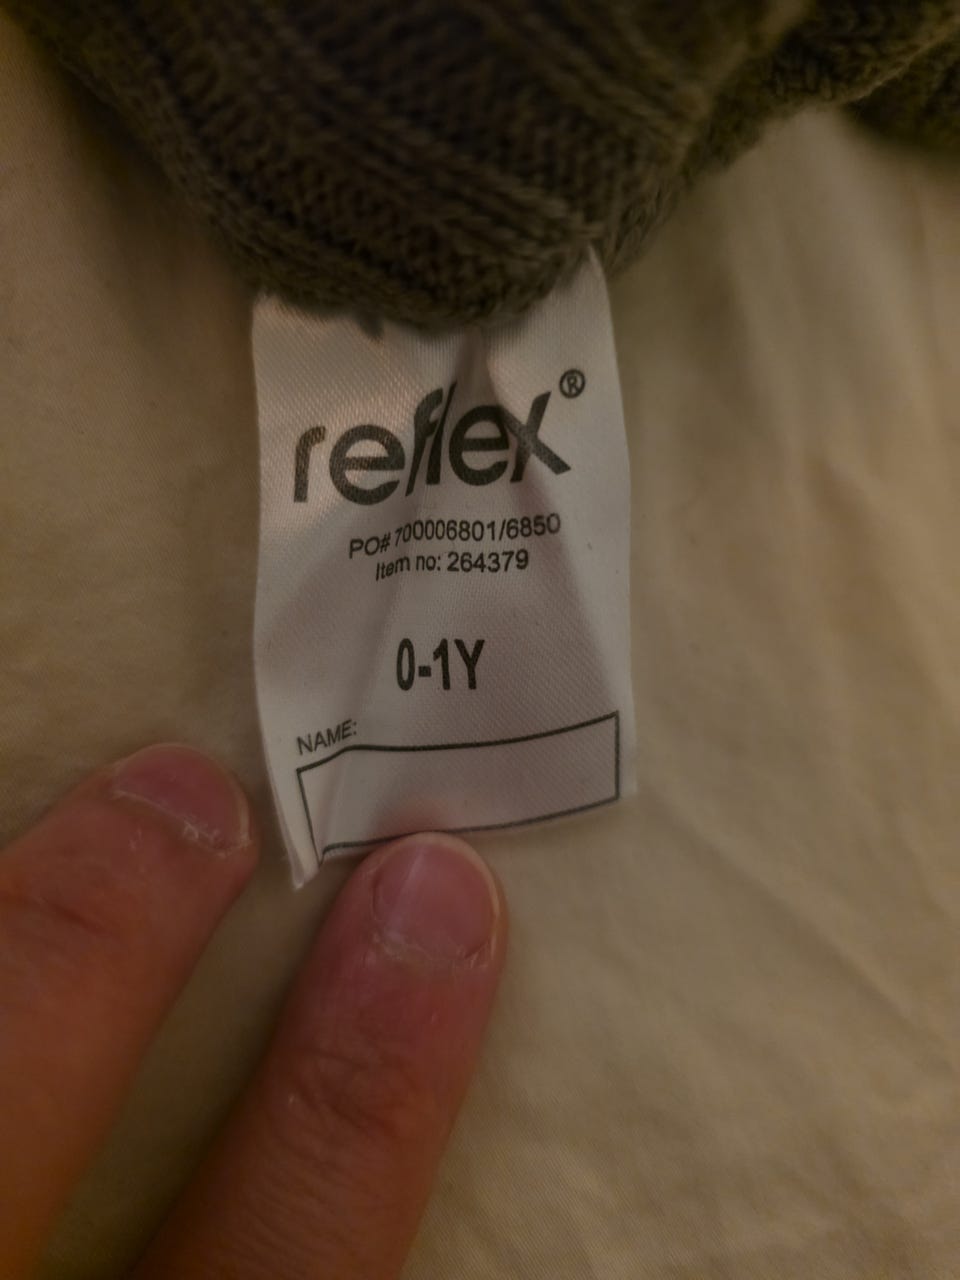 reflex®
PO# 700006801/6850
Item no: 264379
0-1Y
NAME: